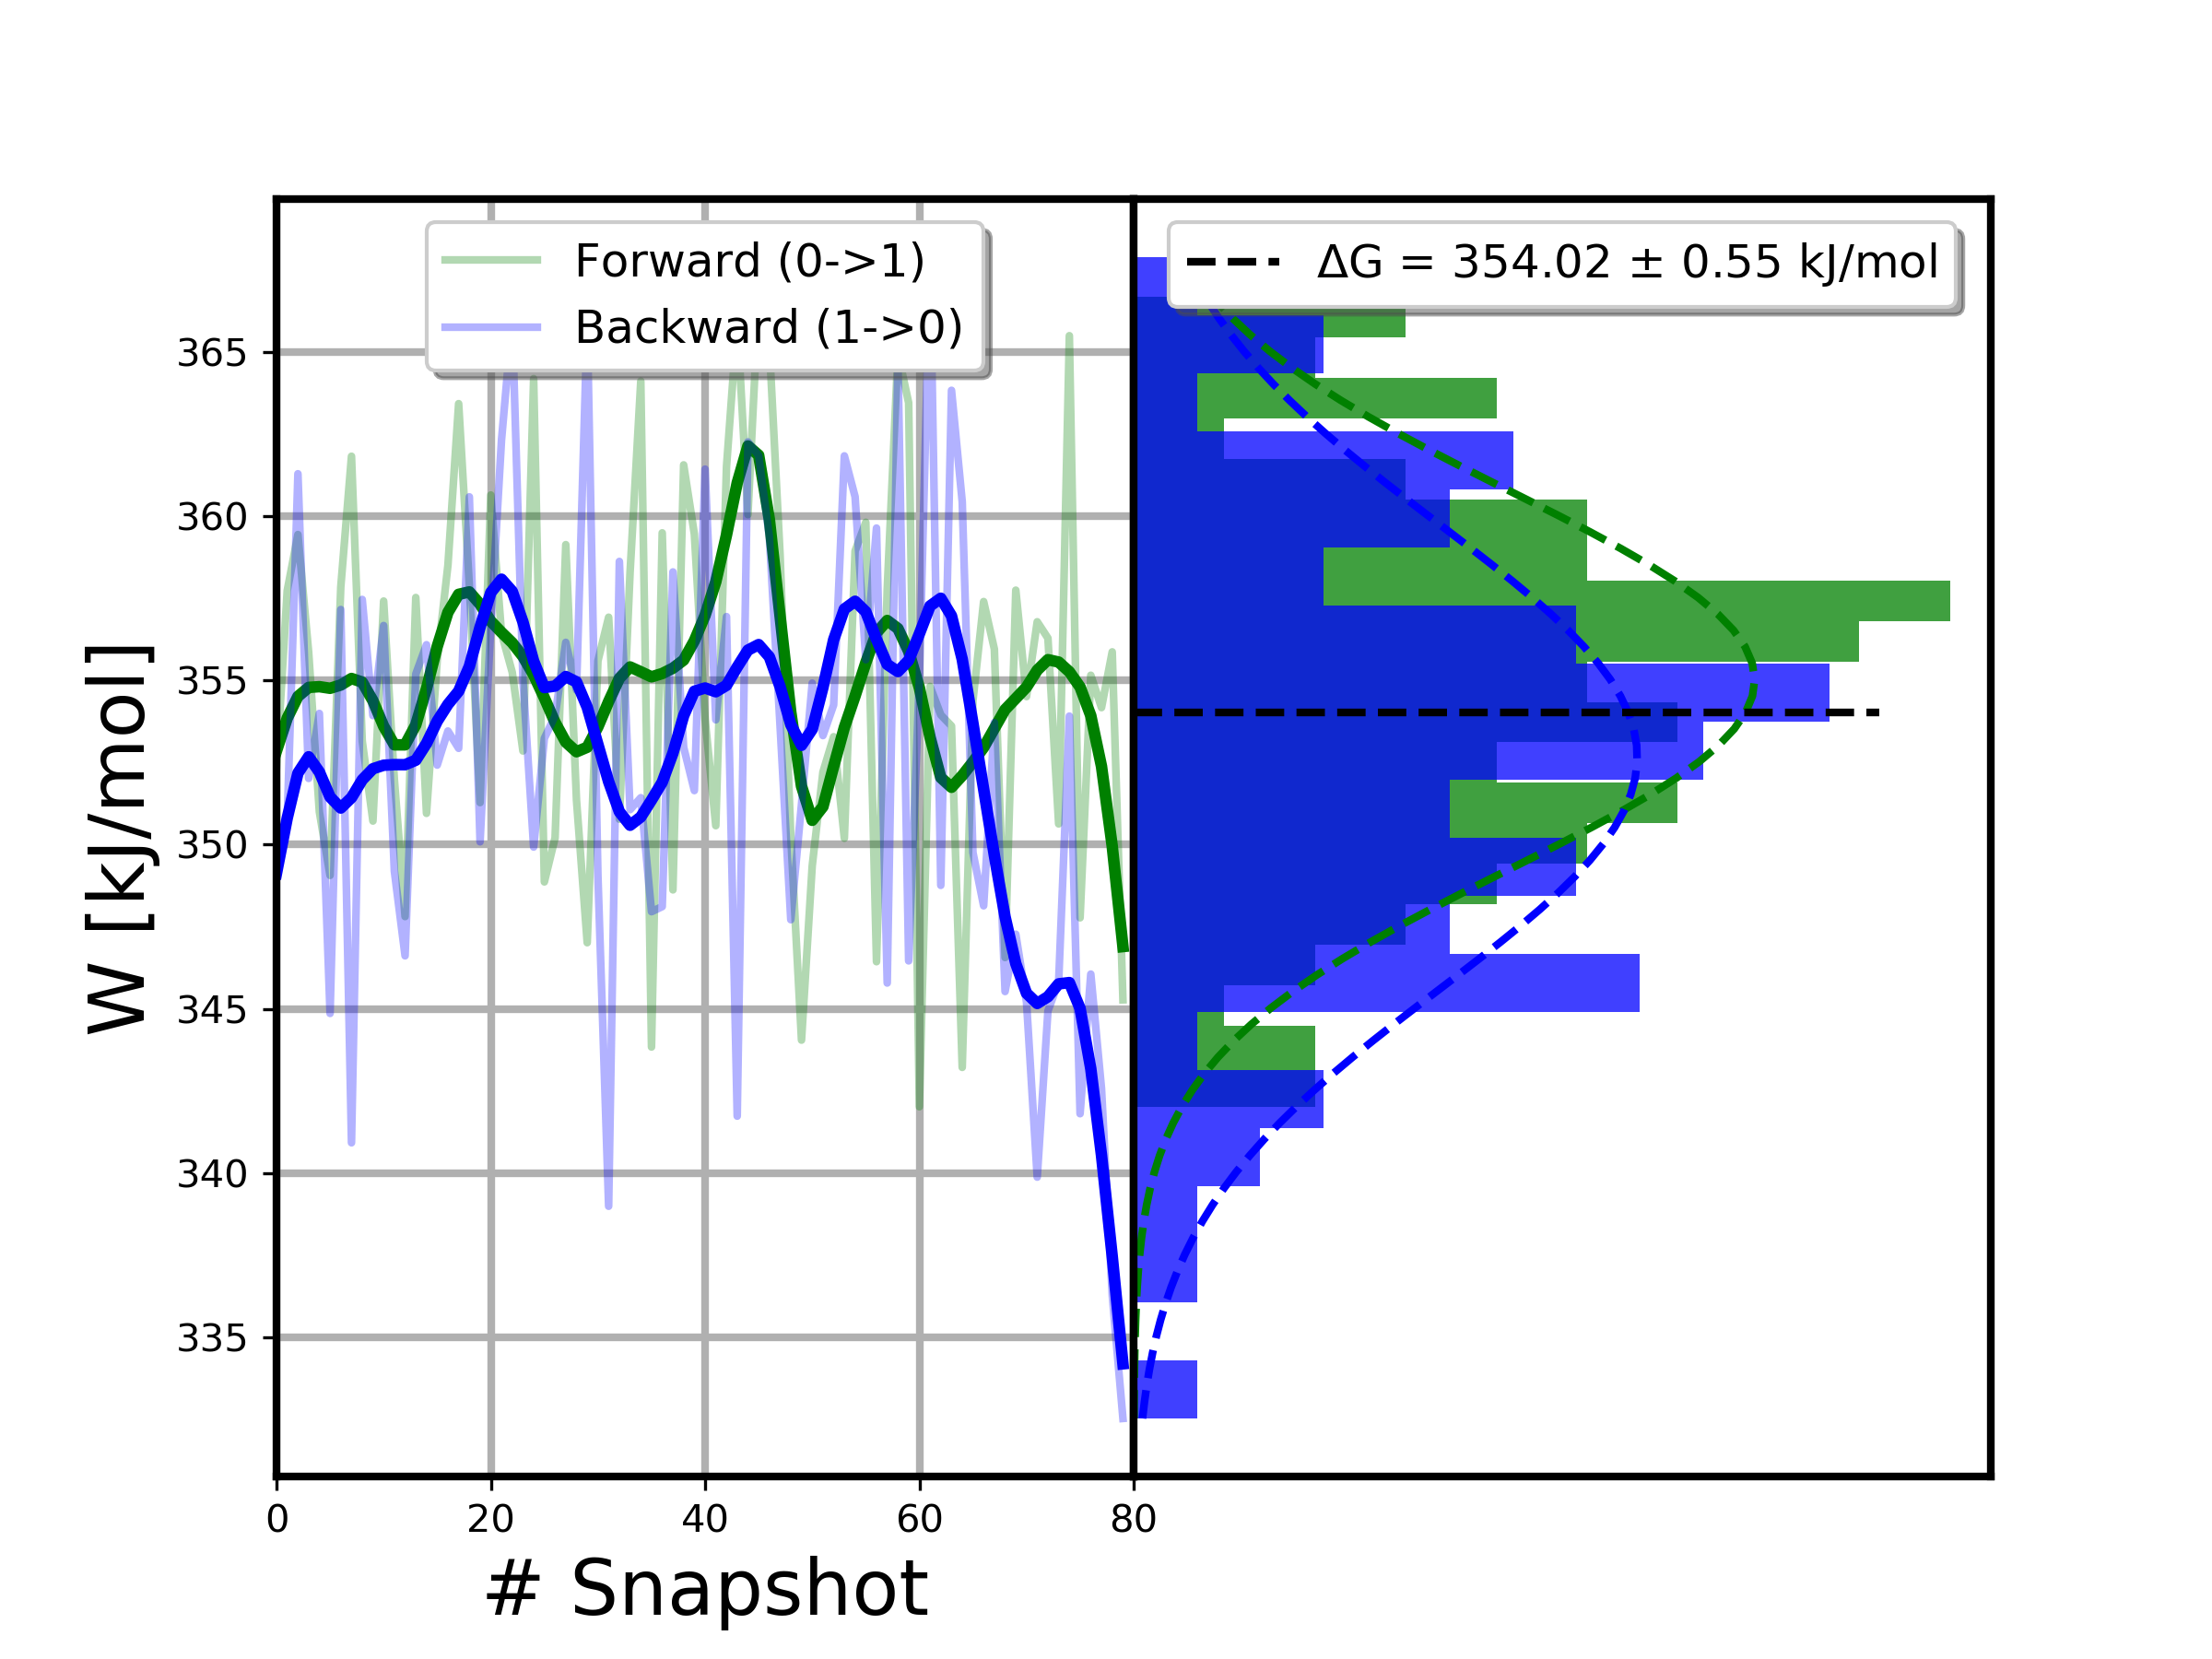 Forward (0->1)
Backward (1->0)
ΔG = 354.02 ± 0.55 kJ/mol
365
360
355
350
345
340
335
W [kJ/mol]
0 20 40 60 80
# Snapshot